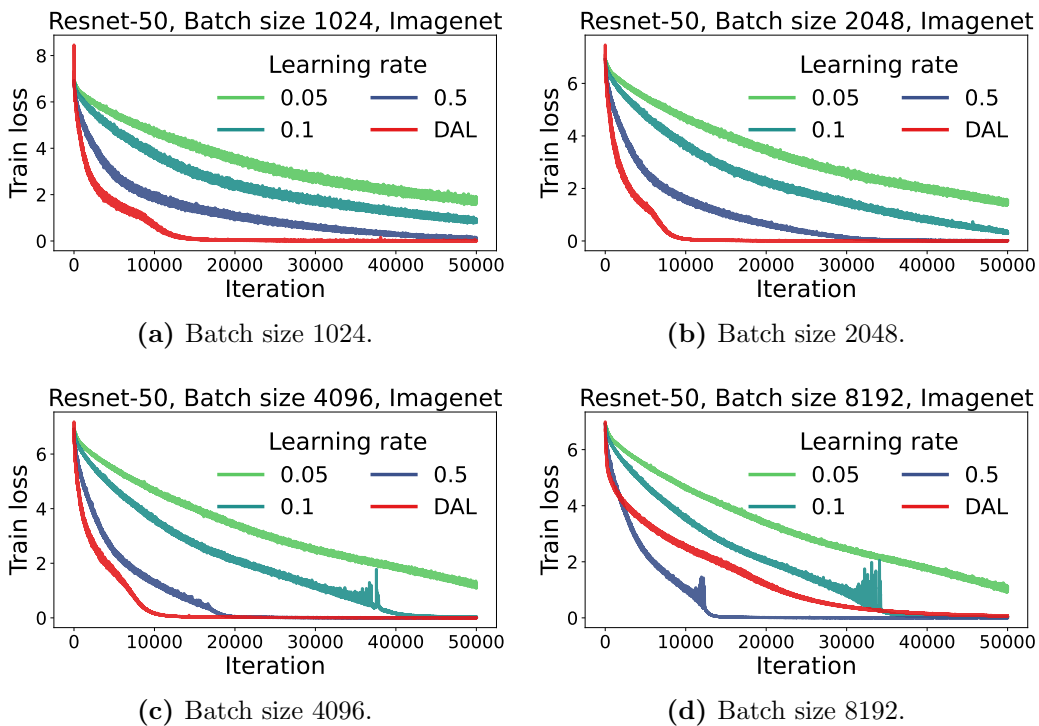 Resnet-50, Batch size 1024, Imagenet
Train loss
8
6
4
2
0
Learning rate
0.05 0.5
0.1 DAL
0 10000 20000 30000 40000 50000
Iteration
(a) Batch size 1024.
Resnet-50, Batch size 2048, Imagenet
Train loss
6
4
2
0
Learning rate
0.05 0.5
0.1 DAL
0 10000 20000 30000 40000 50000
Iteration
(b) Batch size 2048.
Resnet-50, Batch size 4096, Imagenet
Train loss
6
4
2
0
Learning rate
0.05 0.5
0.1 DAL
0 10000 20000 30000 40000 50000
Iteration
(c) Batch size 4096.
Resnet-50, Batch size 8192, Imagenet
Train loss
6
4
2
0
Learning rate
0.05 0.5
0.1 DAL
0 10000 20000 30000 40000 50000
Iteration
(d) Batch size 8192.